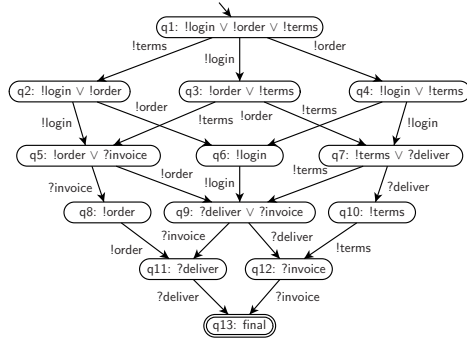 q1: !login ∨ !order ∨ !terms
!terms
!login
!order
q2: !login ∨ !order
q3: !order ∨ !terms
q4: !login ∨ !terms
!login
!order
!terms
!order
!terms
!login
q5: !order ∨ ?invoice
q6: !login
q7: !terms ∨ ?deliver
?invoice
!order
!login
!terms
?deliver
q8: !order
q9: ?deliver ∨ ?invoice
q10: !terms
!order
?invoice
?deliver
!terms
q11: ?deliver
q12: ?invoice
?deliver
?invoice
q13: final